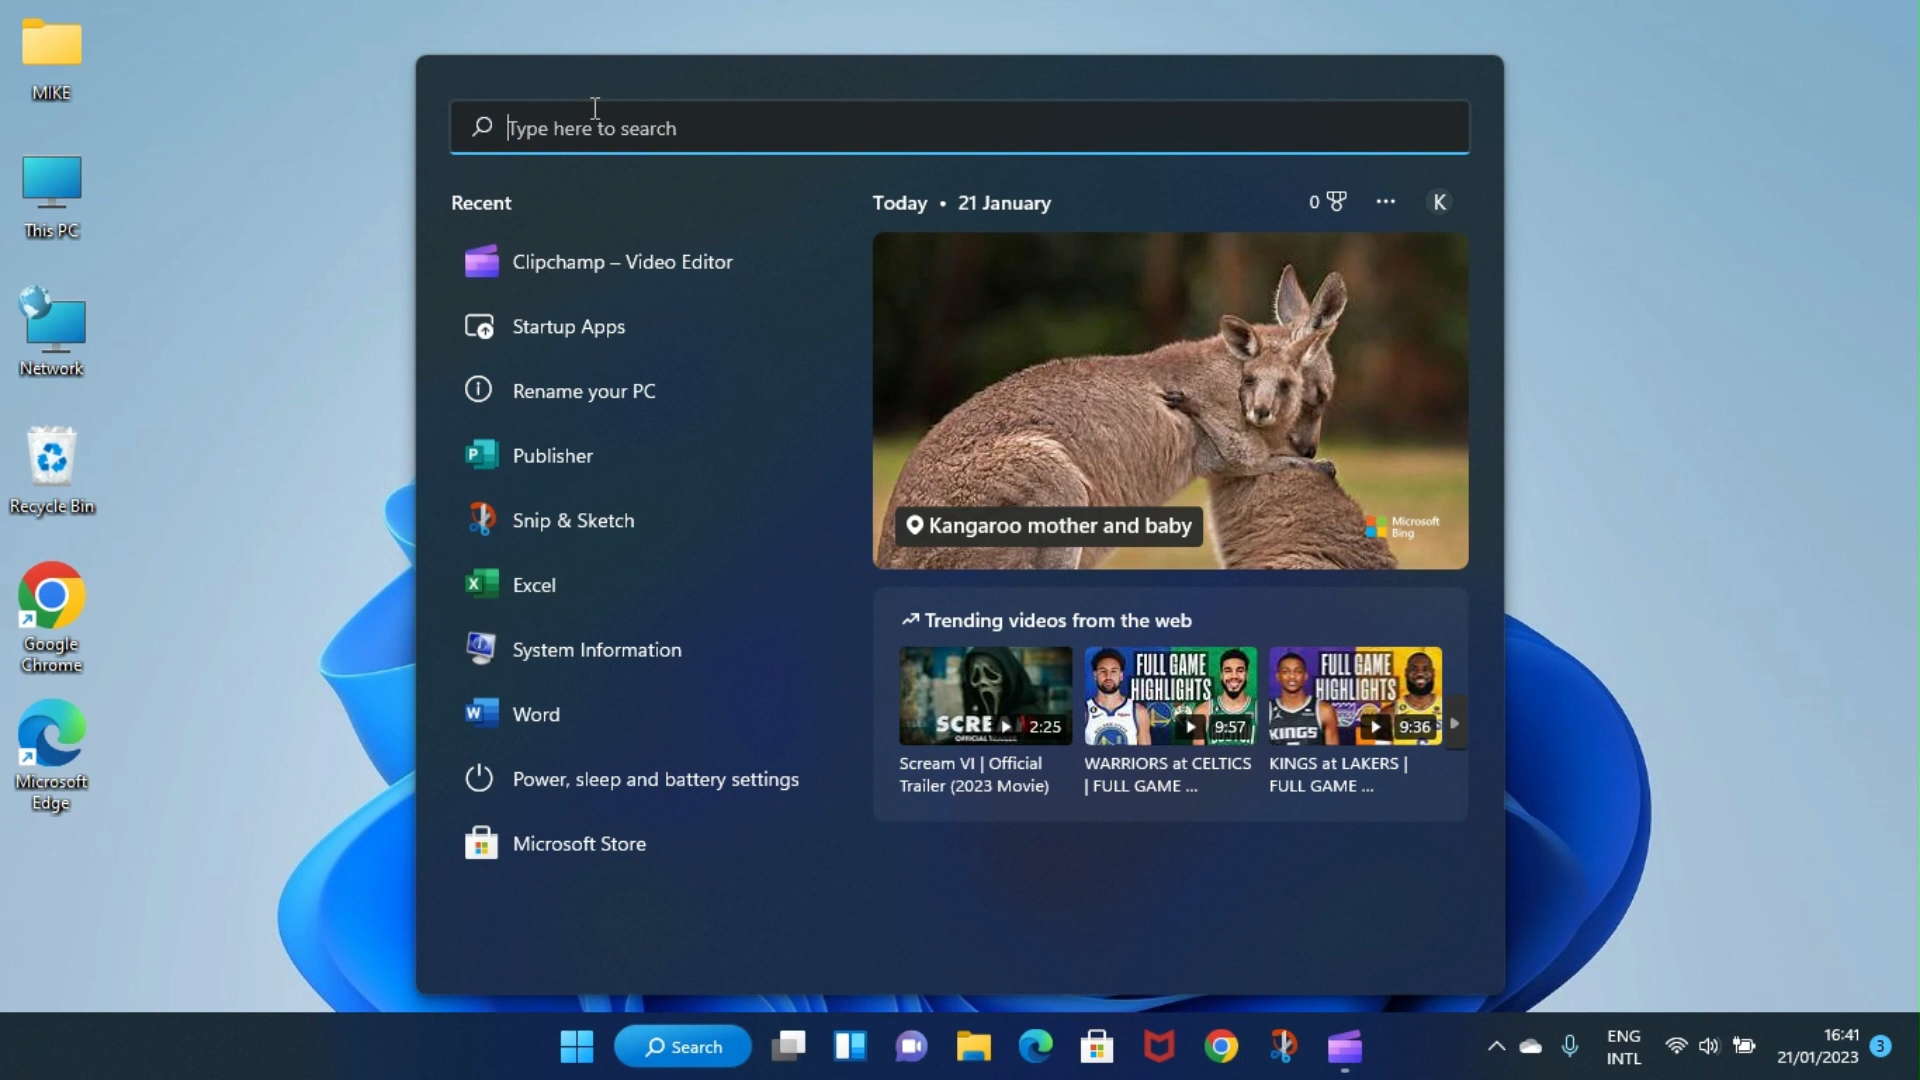 MIKE
This PC
Network
Recycle Bin
Google
Chrome
Microsoft
Edge
Type here to search
Recent
Clipchamp – Video Editor
Startup Apps
Rename your PC
Publisher
Snip & Sketch
Excel
System Information
Word
Power, sleep and battery settings
Microsoft Store
Today • 21 January
0
K
Kangaroo mother and baby
Microsoft
Bing
Trending videos from the web
SCRE
OFFICIAL
2:25
Scream VI | Official
Trailer (2023 Movie)
FULL GAME
HIGHLIGHTS
9:57
WARRIORS at CELTICS
| FULL GAME ...
FULL GAME
HIGHLIGHTS
KINGS
9:36
KINGS at LAKERS |
FULL GAME ...
Search
ENG
INTL
16:41
21/01/2023
3